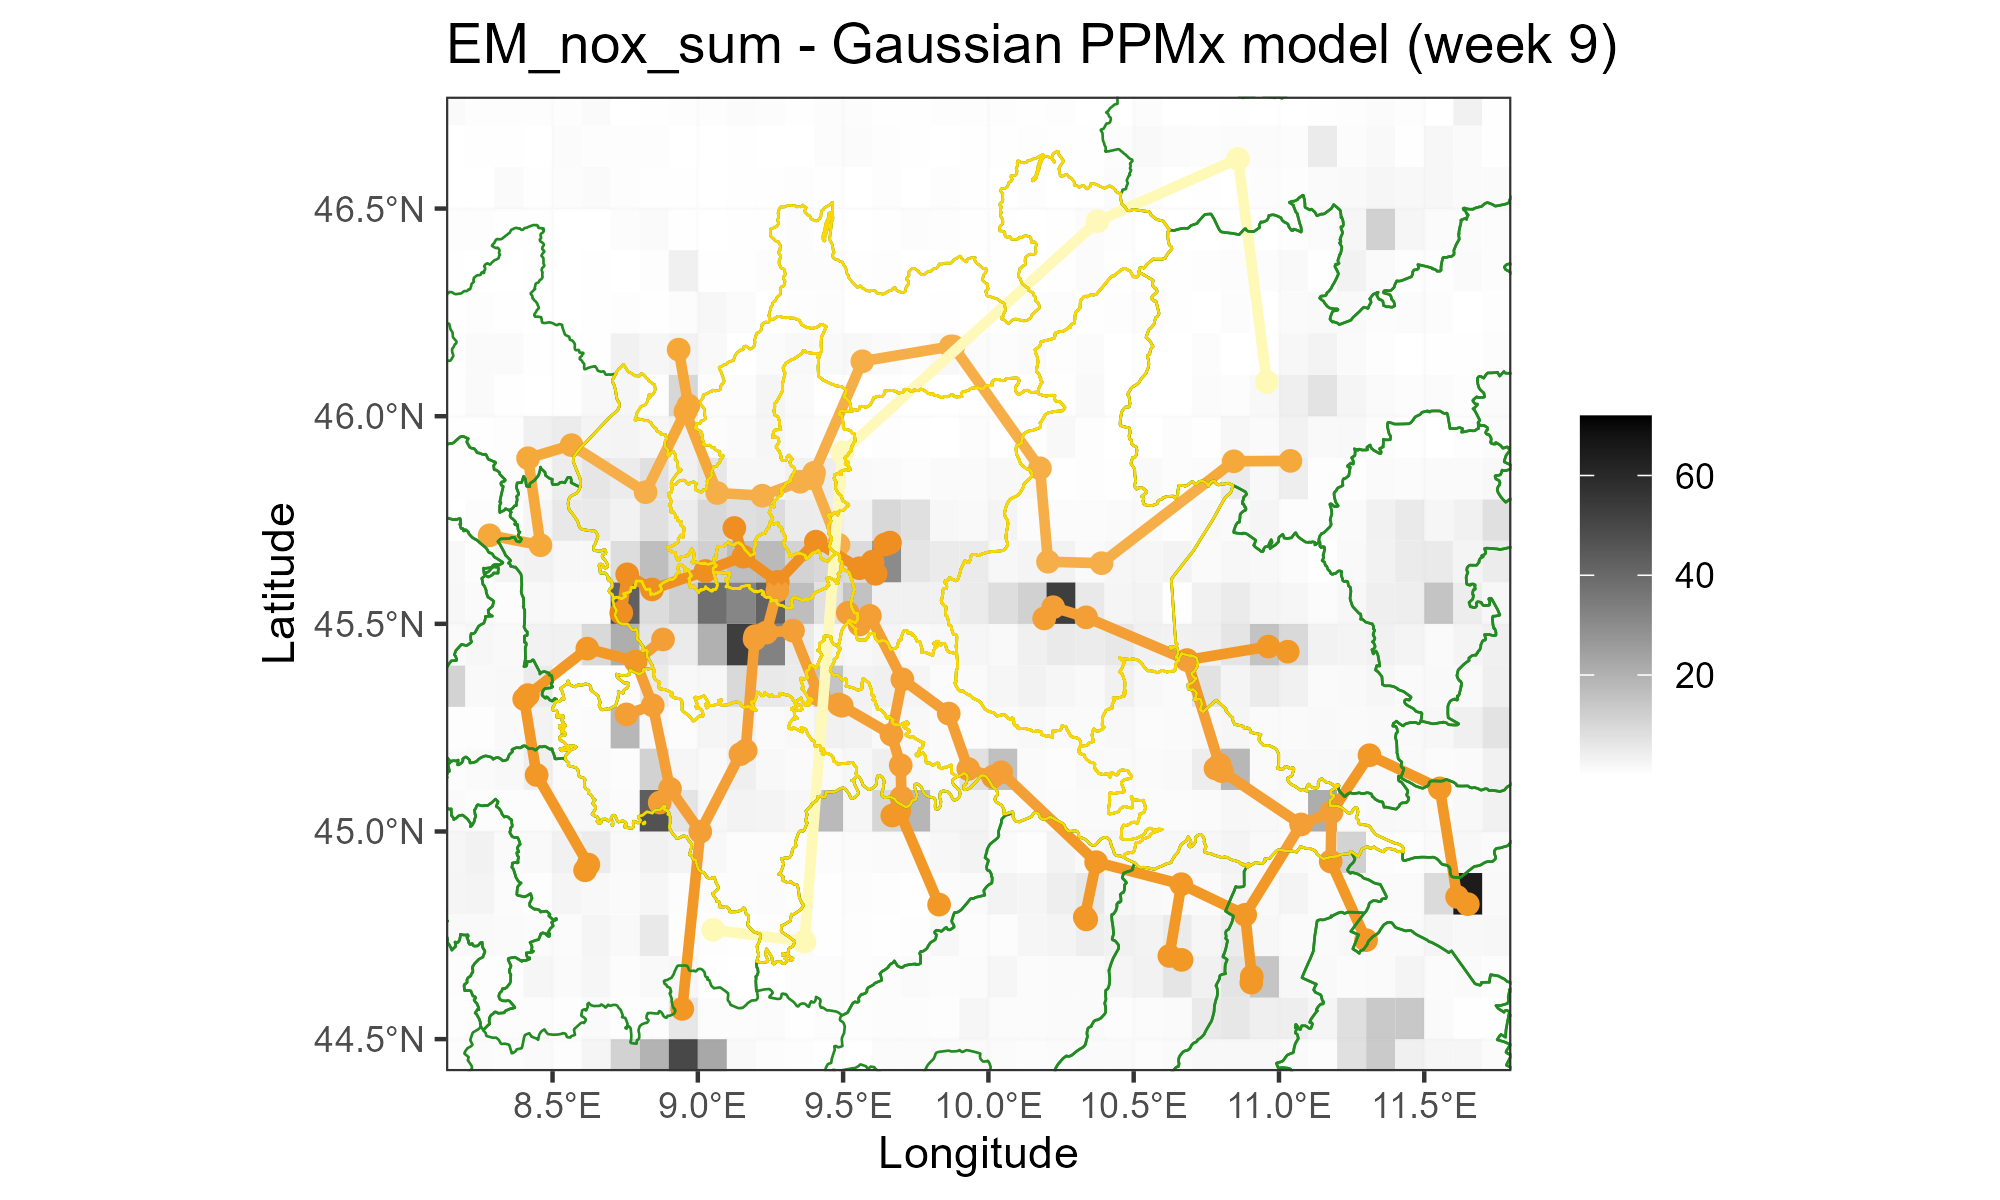 EM_nox_sum - Gaussian PPMx model (week 9)
Latitude
46.5°N
46.0°N
45.5°N
45.0°N
44.5°N
60
40
20
8.5°E 9.0°E 9.5°E 10.0°E 10.5°E 11.0°E 11.5°E
Longitude